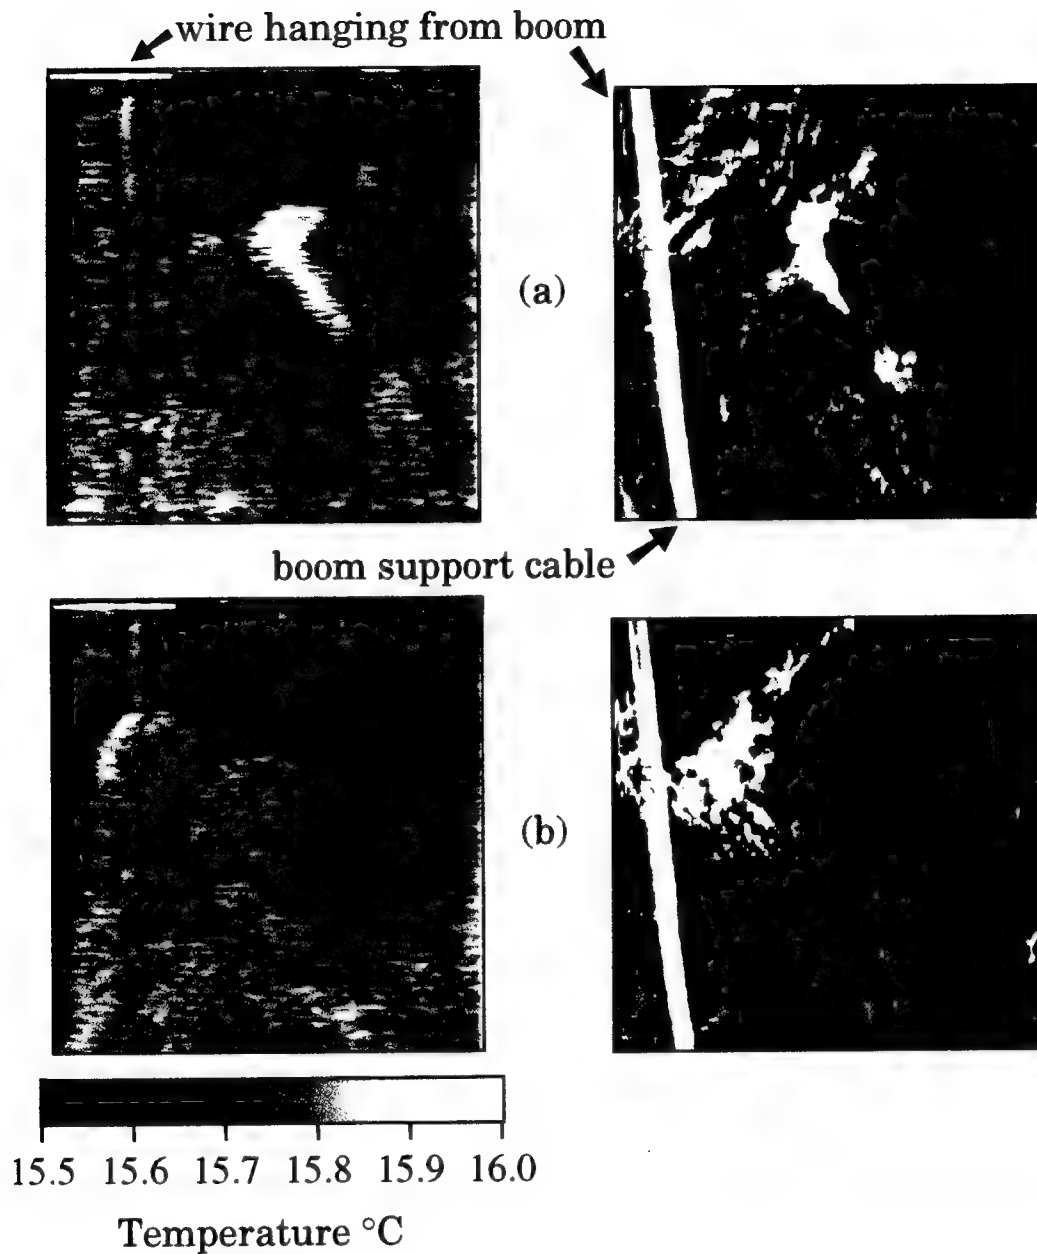 wire hanging from boom
(a)
boom support cable
(b)
15.5 15.6 15.7 15.8 15.9 16.0
Temperature °C